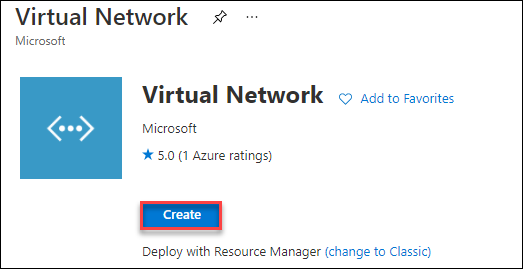 Virtual Network
Microsoft
Virtual Network Add to Favorites
Microsoft
5.0 (1 Azure ratings)
Create
Deploy with Resource Manager (change to Classic)